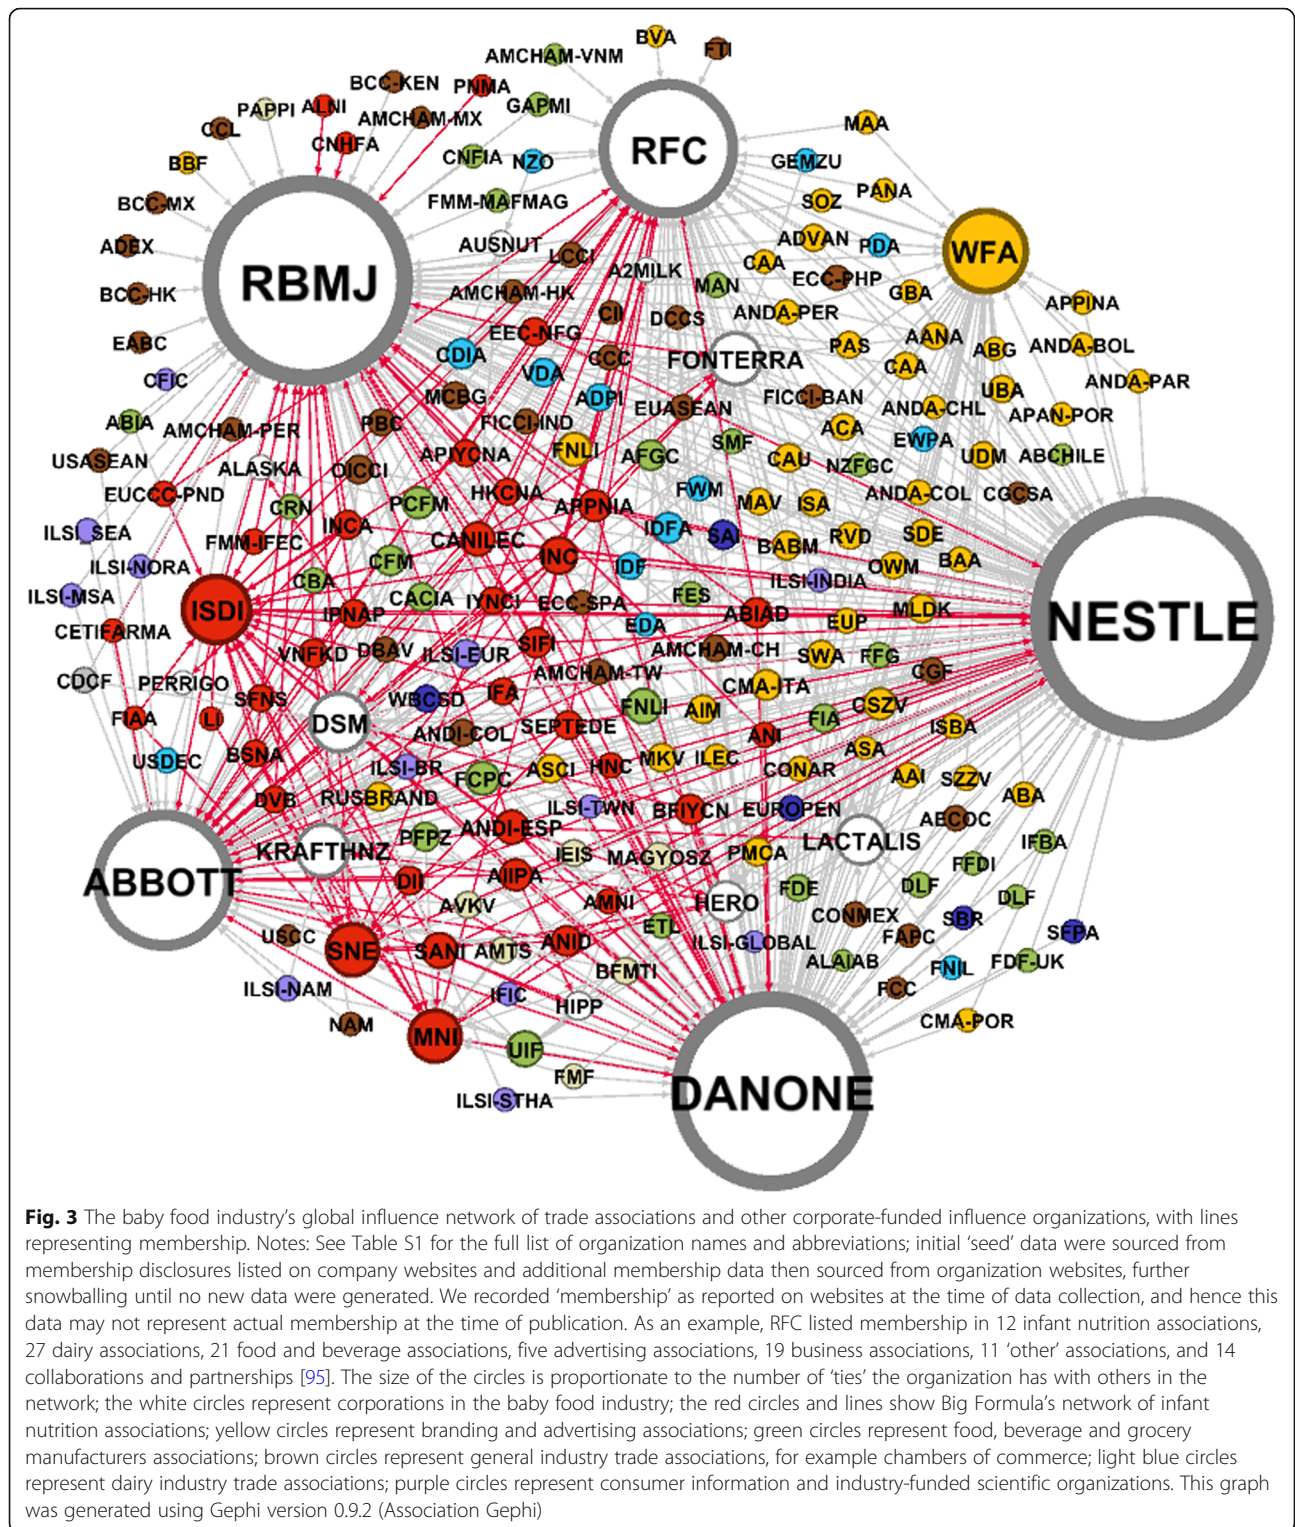 BVA
FTI
AMCHAM-VNM
BCC-KEN
PNMA
PAPPI
ALNI
GAPMI
AMCHAM-MX
CCL
CNHFA
RFC
MAA
BBF
CNFIA
NZO
GEMZU
BCC-MX
FMM-MAFMAG
SOZ
PANA
ADEX
AUSNUT
LCCI
ADVAN
PDA
WFA
RBMJ
A2MILK
CAA
ECC-PHP
BCC-HK
AMCHAM-HK
MAN
GBA
APPINA
CII
DCCS
ANDA-PER
EABC
EEC-NFG
AANA
ANDA-BOL
CDIA
CCC
FONTERRA
PAS
ABG
CFIC
VDA
CAA
ANDA-PAR
MCBG
ADPI
EUASEAN
FICCI-BAN
UBA
ABIA
AMCHAM-PER
PBC
FICCI-IND
ANDA-CHL
APAN-POR
ACA
USASEAN
ALASKA
OICCI
APIYCNA
FNLI
AFGC
SMF
EWPA
CAU
NZFGC
UDM
ABCHILE
EUCCC-PND
CRN
PCFM
HKCNA
APPNIA
FWM
MAV
ISA
ANDA-COL
CGCSA
ILSI-SEA
INCA
IDFA
SAI
FMM-IFEC
CANILEC
BABM
RVD
SDE
ILSI-NORA
CFM
INC
IDF
OWM
BAA
CBA
ILSI-INDIA
ILSI-MSA
CACIA
IYNCI
ECC-SPA
FES
ISDI
IPNAP
ABIAD
MLDK
NESTLE
CETIFARMA
EDA
EUP
VNFKD
DBAV
ILSI-EUR
SIFI
AMCHAM-CH
SWA
FFG
CDCF
PERRIGO
AMCHAM-TW
CGF
SFNS
WBCSD
IFA
CMA-ITA
FIAA
LI
DSM
FNLI
AIM
CSZV
ANDI-COL
SEPTEDE
ANI
FIA
ISBA
USDEC
BSNA
ILSI-BR
FCPC
ASCI
HNC
MKV
ILEC
ASA
CONAR
AAI
SZZV
DVB
RUSBRAND
ILSI-TWN
BFIYCN
EUROPEN
ABA
AECOC
PFPZ
ANDI-ESP
KRAFTHNZ
IEIS
MAGYOSZ
PMCA
LACTALIS
IFBA
ABBOTT
DII
AIIPA
FFDI
FDE
DLF
AVKV
AMNI
HERO
DLF
CONMEX
SBR
USCC
ETL
FAPC
SFPA
SNE
SANI
AMTS
ANID
ILSI-GLOBAL
ALAIAB
FNIL
FDF-UK
BFMTI
ILSI-NAM
IFIC
HIPP
FCC
NAM
MNI
CMA-POR
UIF
FMF
DANONE
ILSI-STHA
Fig. 3 The baby food industry’s global influence network of trade associations and other corporate-funded influence organizations, with lines
representing membership. Notes: See Table S1 for the full list of organization names and abbreviations; initial ‘seed’ data were sourced from
membership disclosures listed on company websites and additional membership data then sourced from organization websites, further
snowballing until no new data were generated. We recorded ‘membership’ as reported on websites at the time of data collection, and hence this
data may not represent actual membership at the time of publication. As an example, RFC listed membership in 12 infant nutrition associations,
27 dairy associations, 21 food and beverage associations, five advertising associations, 19 business associations, 11 ‘other’ associations, and 14
collaborations and partnerships [95]. The size of the circles is proportionate to the number of ‘ties’ the organization has with others in the
network; the white circles represent corporations in the baby food industry; the red circles and lines show Big Formula’s network of infant
nutrition associations; yellow circles represent branding and advertising associations; green circles represent food, beverage and grocery
manufacturers associations; brown circles represent general industry trade associations, for example chambers of commerce; light blue circles
represent dairy industry trade associations; purple circles represent consumer information and industry-funded scientific organizations. This graph
was generated using Gephi version 0.9.2 (Association Gephi)